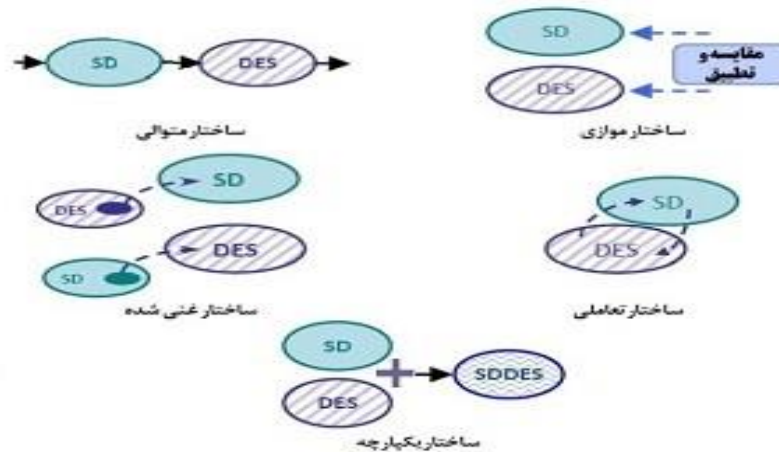 SD
DES
ساختار متوالی
SD
DES
مقایسه و
تطبیق
ساختار موازی
DES
SD
SD
DES
ساختار غنی شده
SD
DES
ساختار تعاملی
SD
DES
+
SDDES
ساختار یکپارچه